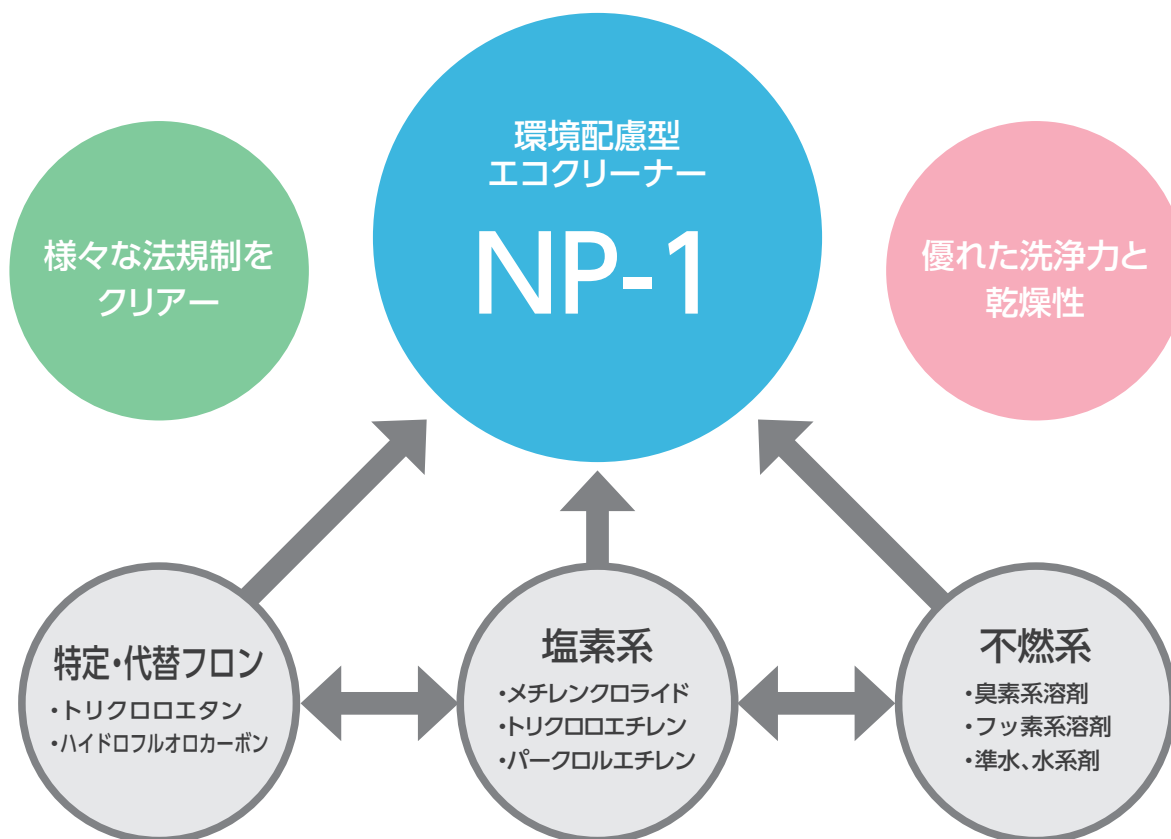 環境配慮型
エコクリーナー
NP-1
様々な法規制を
クリアー
優れた洗浄力と
乾燥性
特定・代替フロン
・トリクロロエタン
・ハイドロフルオロカーボン
塩素系
・メチレンクロライド
・トリクロロエチレン
・パークロルエチレン
不燃系
・臭素系溶剤
・フッ素系溶剤
・準水、水系剤